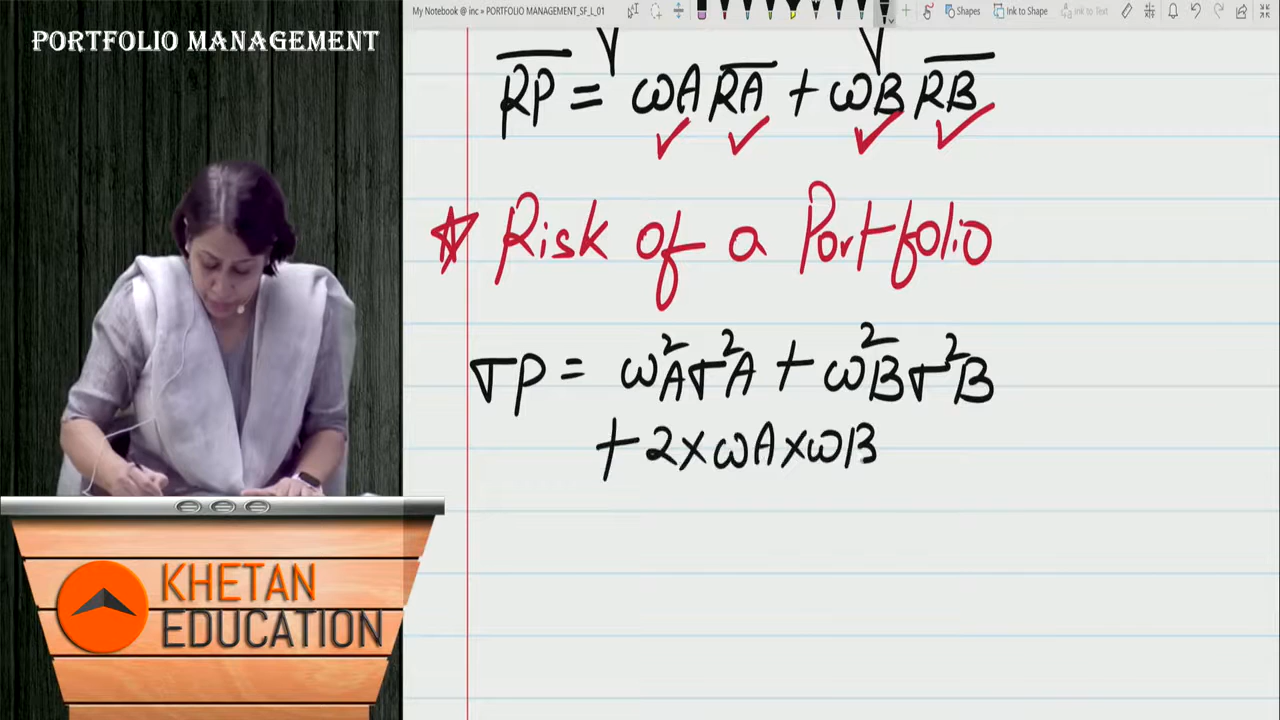 My Notebook @ inc » PORTFOLIO MANAGEMENT_SF_L_01
Shapes
Ink to Shape
Ink to Text
PORTFOLIO MANAGEMENT
RP = ωA RA + ωB RB
Risk of a Portfolio
σP = ω²Aσ²A + ω²Bσ²B
+ 2×ωA×ωB
KHETAN
EDUCATION